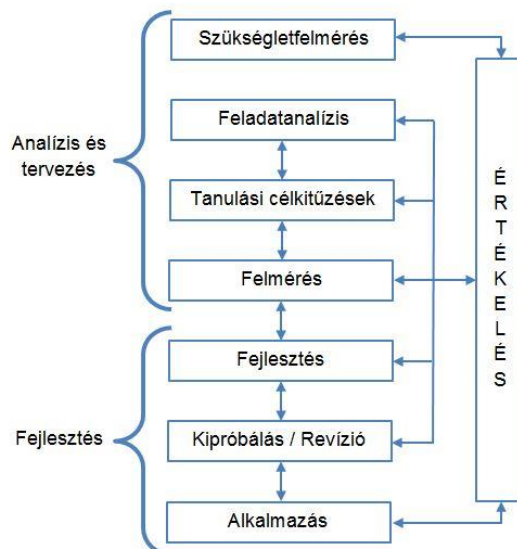 Szükségletfelmérés
Feladatanalízis
Analízis és
tervezés
Tanulási célkitűzések
Felmérés
Fejlesztés
Fejlesztés
Kipróbálás / Revízió
Alkalmazás
É
R
T
É
K
E
L
É
S